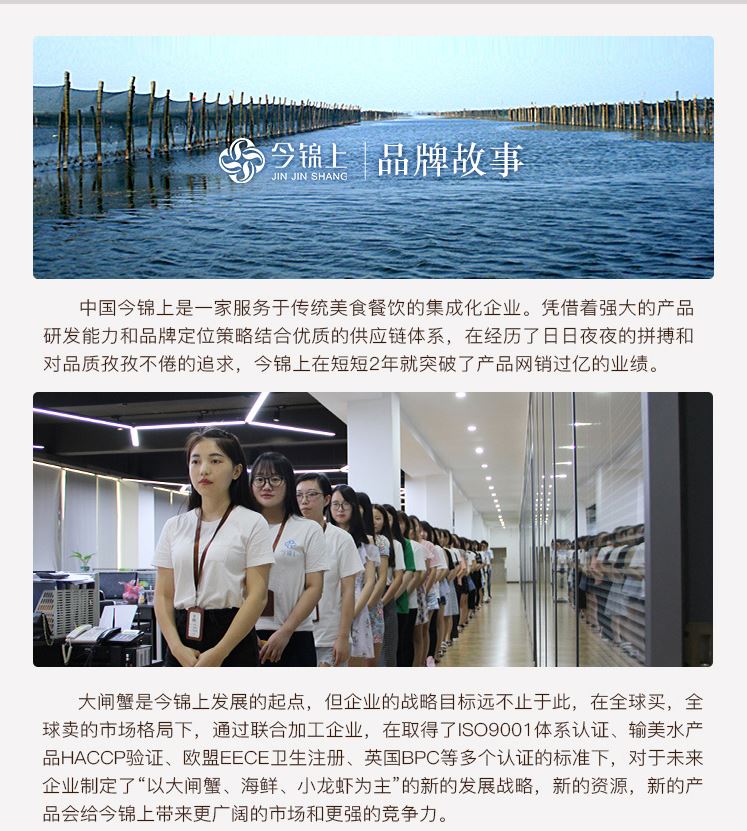 今锦上
JIN JIN SHANG
品牌故事
中国今锦上是一家服务于传统美食餐饮的集成化企业。凭借着强大的产品
研发能力和品牌定位策略结合优质的供应链体系，在经历了日日夜夜的拼搏和
对品质孜孜不倦的追求，今锦上在短短2年就突破了产品网销过亿的业绩。
今锦上
大闸蟹是今锦上发展的起点，但企业的战略目标远不止于此，在全球买，全
球卖的市场格局下，通过联合加工企业，在取得了ISO9001体系认证、输美水产
品HACCP验证、欧盟EECE卫生注册、英国BPC等多个认证的标准下，对于未来
企业制定了“以大闸蟹、海鲜、小龙虾为主”的新的发展战略，新的资源，新的产
品会给今锦上带来更广阔的市场和更强的竞争力。